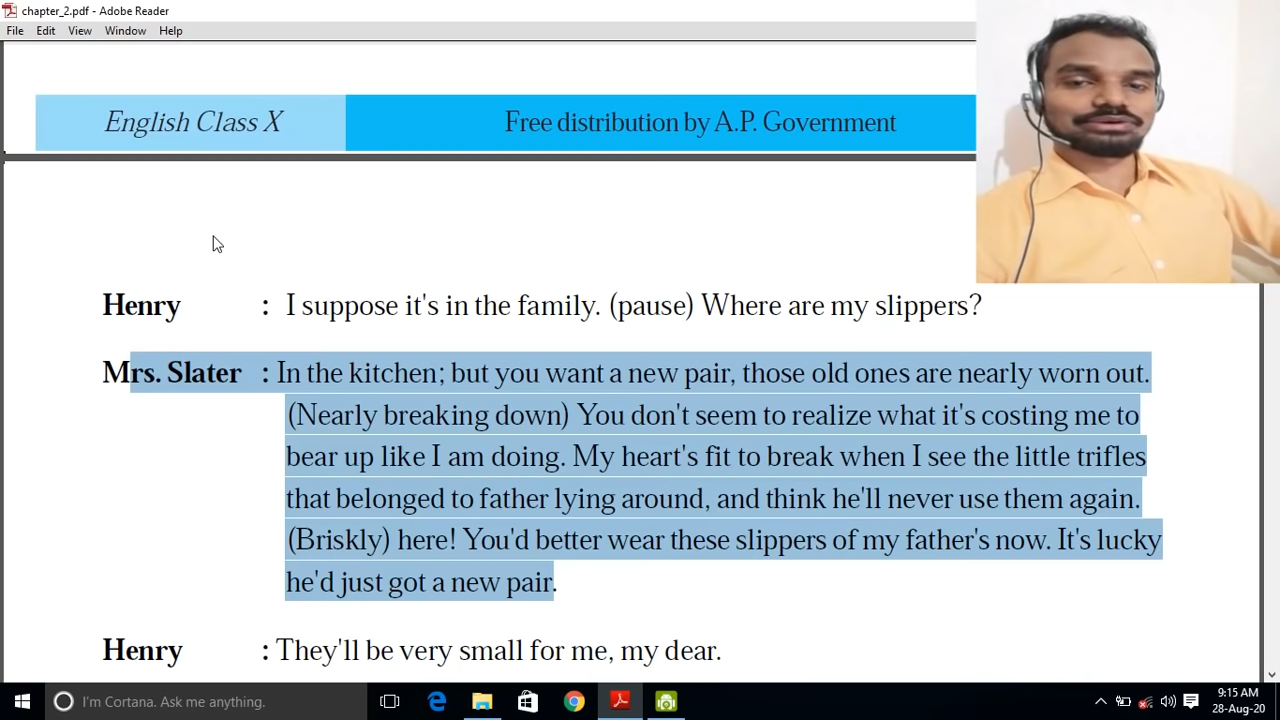 chapter_2.pdf - Adobe Reader
File Edit View Window Help
English Class X Free distribution by A.P. Government
Henry : I suppose it's in the family. (pause) Where are my slippers?
Mrs. Slater : In the kitchen; but you want a new pair, those old ones are nearly worn out.
(Nearly breaking down) You don't seem to realize what it's costing me to
bear up like I am doing. My heart's fit to break when I see the little trifles
that belonged to father lying around, and think he'll never use them again.
(Briskly) here! You'd better wear these slippers of my father's now. It's lucky
he'd just got a new pair.
Henry : They'll be very small for me, my dear.
I'm Cortana. Ask me anything.
9:15 AM
28-Aug-20